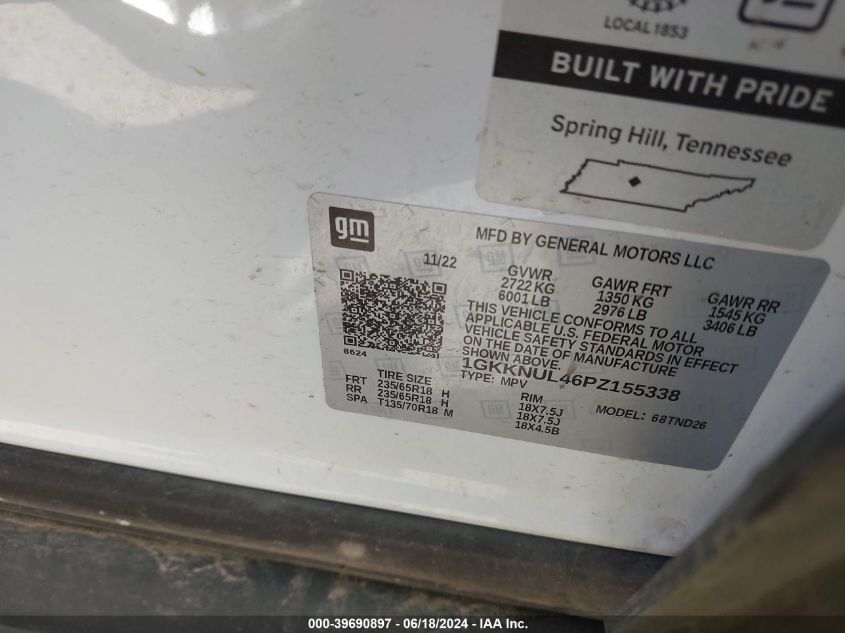 LOCAL 1853
BUILT WITH PRIDE
Spring Hill, Tennessee
gm
MFD BY GENERAL MOTORS LLC
11/22
GVWR
2722 KG
6001 LB
GAWR FRT
1350 KG
2976 LB
GAWR RR
1545 KG
3406 LB
THIS VEHICLE CONFORMS TO ALL
APPLICABLE U.S. FEDERAL MOTOR
VEHICLE SAFETY STANDARDS IN EFFECT
ON THE DATE OF MANUFACTURE
SHOWN ABOVE.
8624
1GKKNUL46PZ155338
TYPE: MPV
MODEL: 68TND26
TIRE SIZE
RIM
FRT 235/65R18 H 18X7.5J
RR 235/65R18 H 18X7.5J
SPA T135/70R18 M 18X4.5B
000-39690897 - 06/18/2024 - IAA Inc.